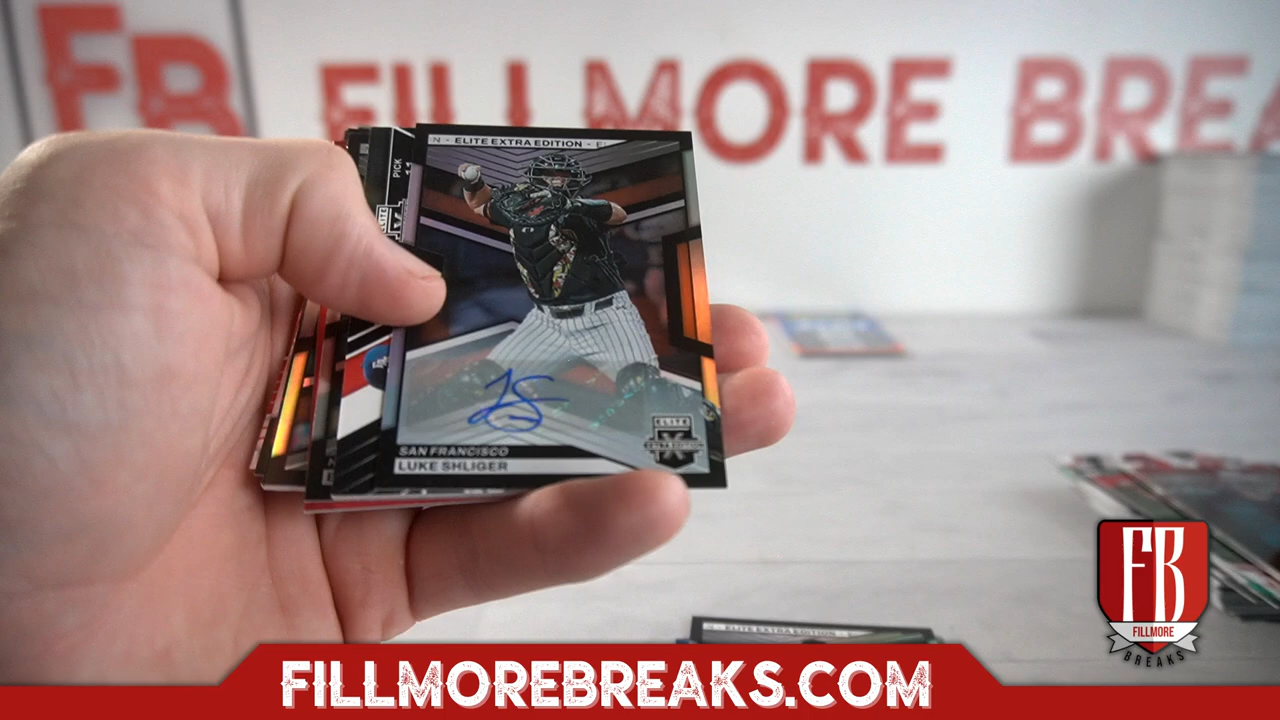 FB
FILLMORE BREA
PICK
N - ELITE EXTRA EDITION - E
ELITE
EXTRA EDITION
SAN FRANCISCO
LUKE SHLIGER
ELITE EXTRA EDITION
FB
FILLMORE
BREAKS
FILLMOREBREAKS.COM